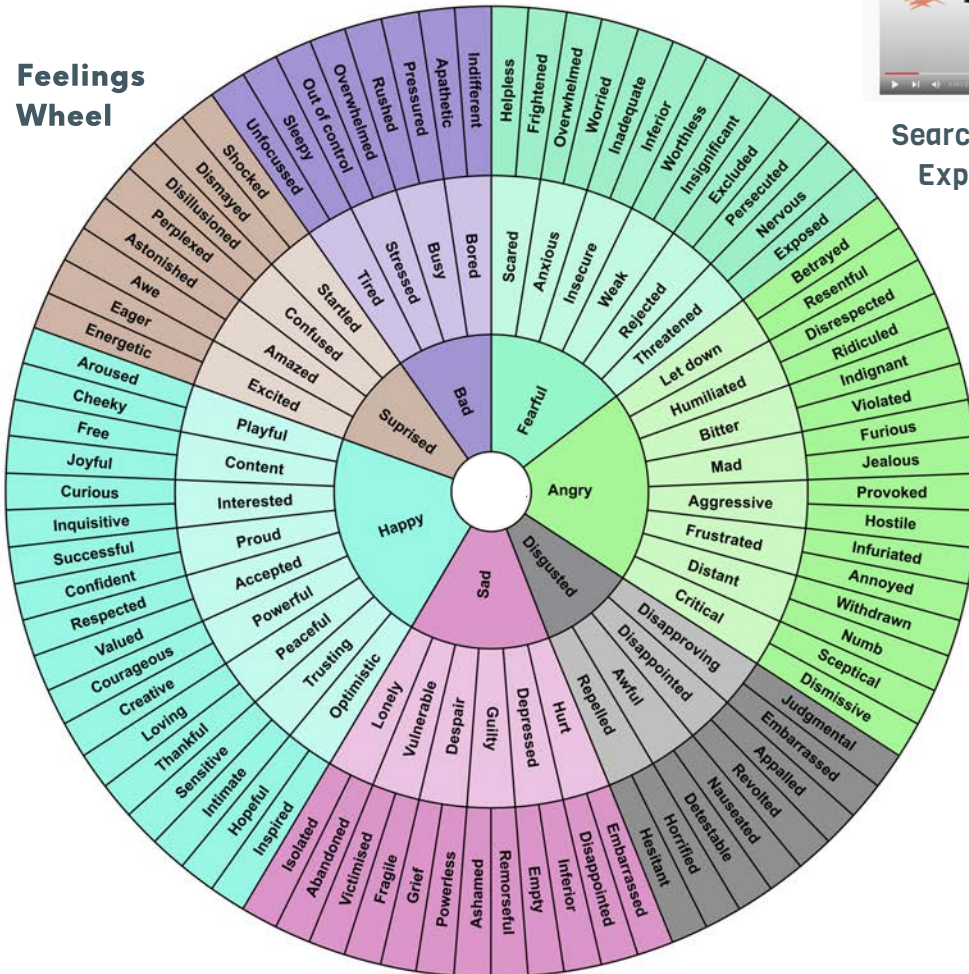 Feelings
Wheel
Searc
Exp
Bad
Fearful
Angry
Disgusted
Sad
Happy
Suprised
Tired
Stressed
Busy
Bored
Scared
Anxious
Insecure
Weak
Rejected
Threatened
Let down
Humiliated
Bitter
Mad
Aggressive
Frustrated
Distant
Critical
Disapproving
Disappointed
Awful
Repelled
Hurt
Depressed
Guilty
Despair
Vulnerable
Lonely
Optimistic
Trusting
Peaceful
Powerful
Accepted
Proud
Interested
Content
Playful
Excited
Amazed
Confused
Startled
Unfocussed
Sleepy
Out of control
Overwhelmed
Rushed
Pressured
Apathetic
Indifferent
Helpless
Frightened
Overwhelmed
Worried
Inadequate
Inferior
Worthless
Insignificant
Excluded
Persecuted
Nervous
Exposed
Betrayed
Resentful
Disrespected
Ridiculed
Indignant
Violated
Furious
Jealous
Provoked
Hostile
Infuriated
Annoyed
Withdrawn
Numb
Sceptical
Dismissive
Judgmental
Embarrassed
Appalled
Revolted
Nauseated
Detestable
Horrified
Hesitant
Embarrassed
Disappointed
Inferior
Empty
Remorseful
Ashamed
Powerless
Grief
Fragile
Victimised
Abandoned
Isolated
Inspired
Hopeful
Intimate
Sensitive
Thankful
Loving
Creative
Courageous
Valued
Respected
Confident
Successful
Inquisitive
Curious
Joyful
Free
Cheeky
Aroused
Energetic
Eager
Awe
Astonished
Perplexed
Disillusioned
Dismayed
Shocked